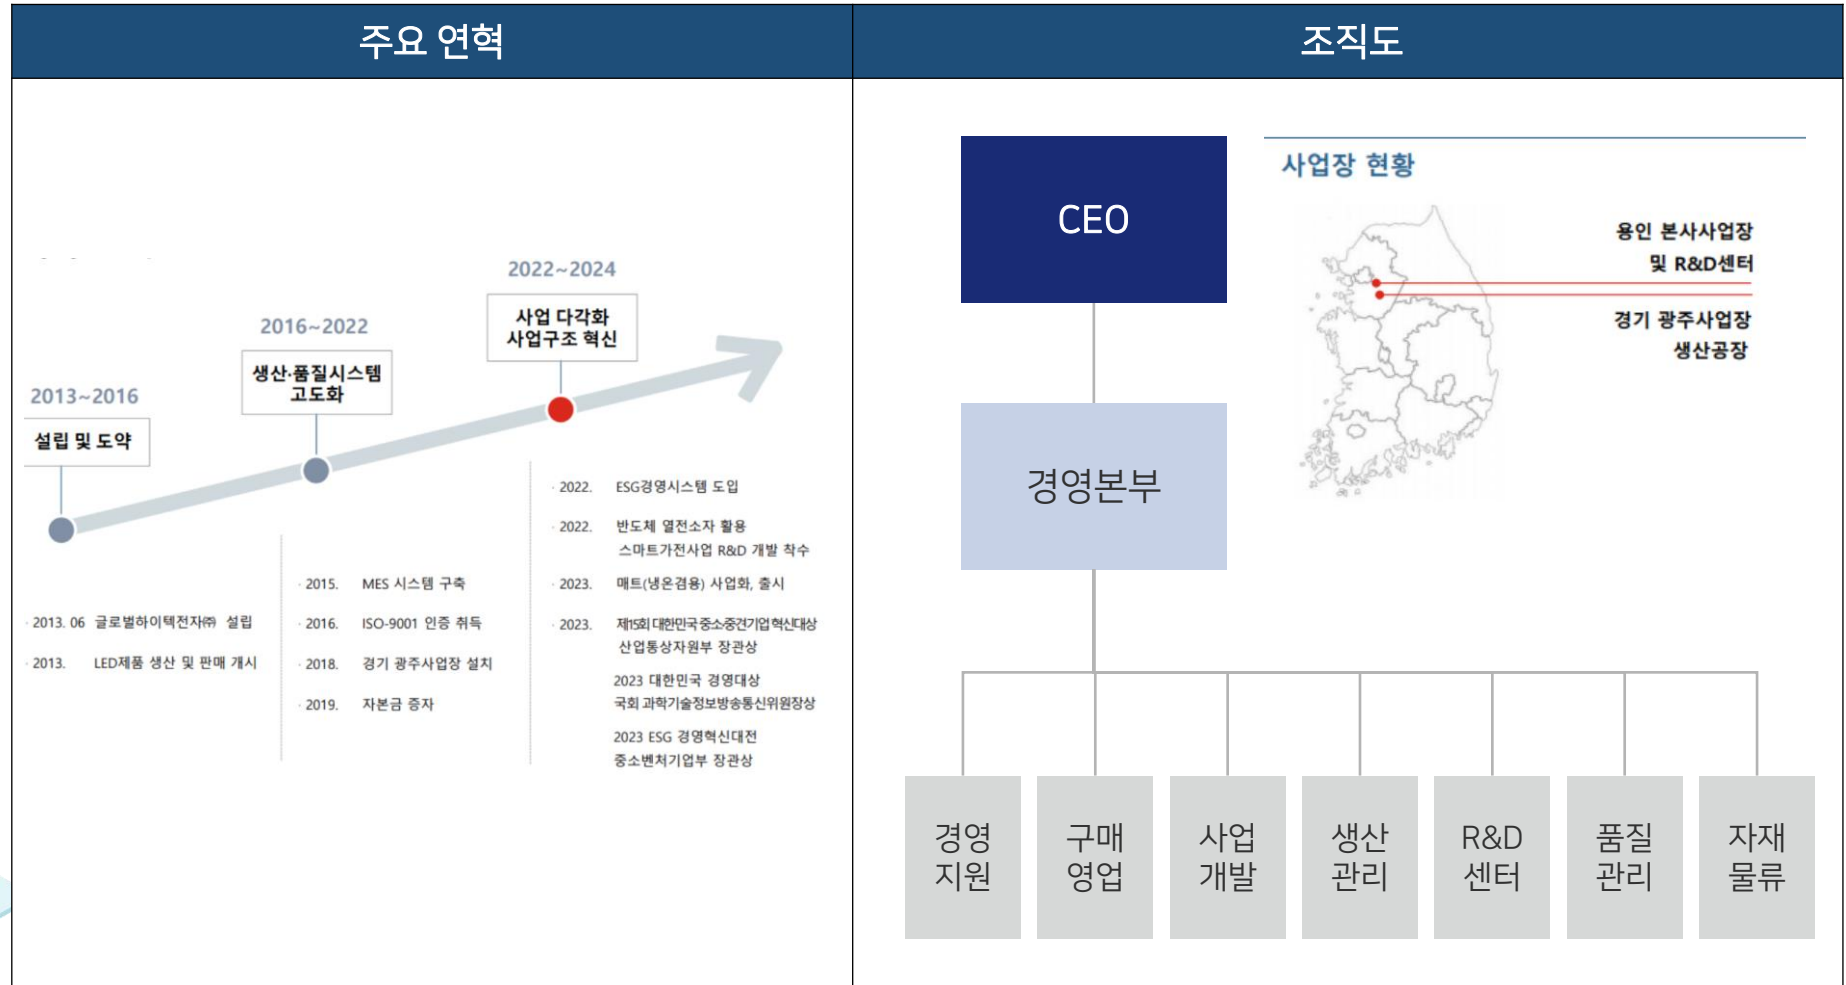 주요 연혁
조직도
2013~2016
설립 및 도약
2016~2022
생산·품질시스템
고도화
2022~2024
사업 다각화
사업구조 혁신
· 2013. 06 글로벌하이텍전자㈜ 설립
· 2013. LED제품 생산 및 판매 개시
· 2015. MES 시스템 구축
· 2016. ISO-9001 인증 취득
· 2018. 경기 광주사업장 설치
· 2019. 자본금 증자
· 2022. ESG경영시스템 도입
· 2022. 반도체 열전소자 활용
스마트가전사업 R&D 개발 착수
· 2023. 매트(냉온겸용) 사업화, 출시
· 2023. 제15회 대한민국 중소·중견기업 혁신대상
산업통상자원부 장관상
2023 대한민국 경영대상
국회 과학기술정보방송통신위원장상
2023 ESG 경영혁신대전
중소벤처기업부 장관상
CEO
경영본부
경영
지원
구매
영업
사업
개발
생산
관리
R&D
센터
품질
관리
자재
물류
사업장 현황
용인 본사사업장
및 R&D센터
경기 광주사업장
생산공장